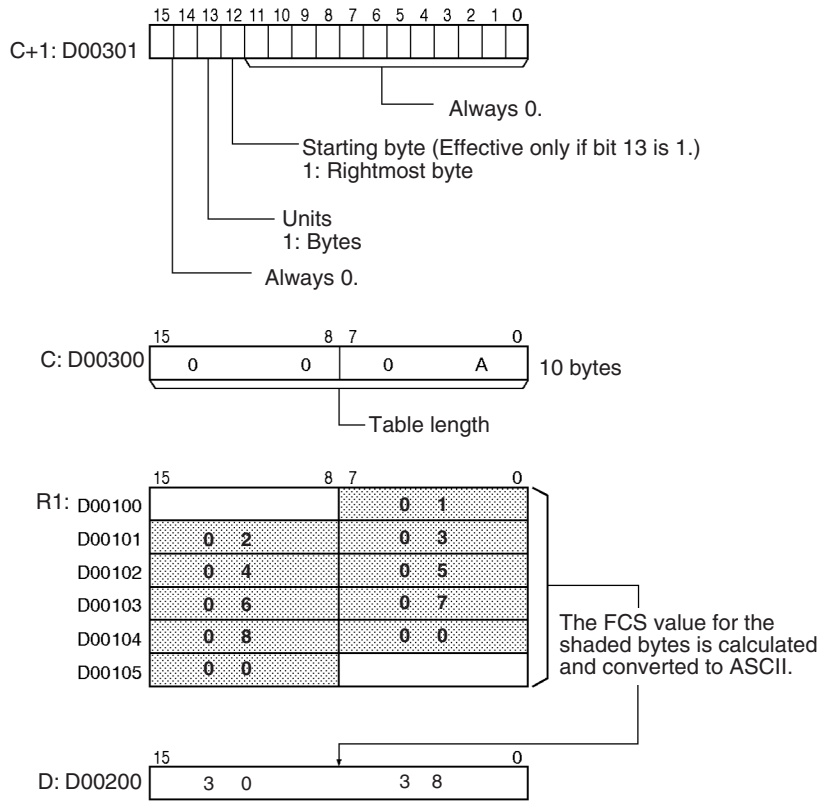 15 14 13 12 11 10 9 8 7 6 5 4 3 2 1 0
C+1: D00301
Always 0.
Starting byte (Effective only if bit 13 is 1.)
1: Rightmost byte
Units
1: Bytes
Always 0.
15 8 7 0
C: D00300 0 0 0 A 10 bytes
Table length
15 8 7 0
R1: D00100 0 1
D00101 0 2 0 3
D00102 0 4 0 5
D00103 0 6 0 7
D00104 0 8 0 0
D00105 0 0
The FCS value for the
shaded bytes is calculated
and converted to ASCII.
15 0
D: D00200 3 0 3 8